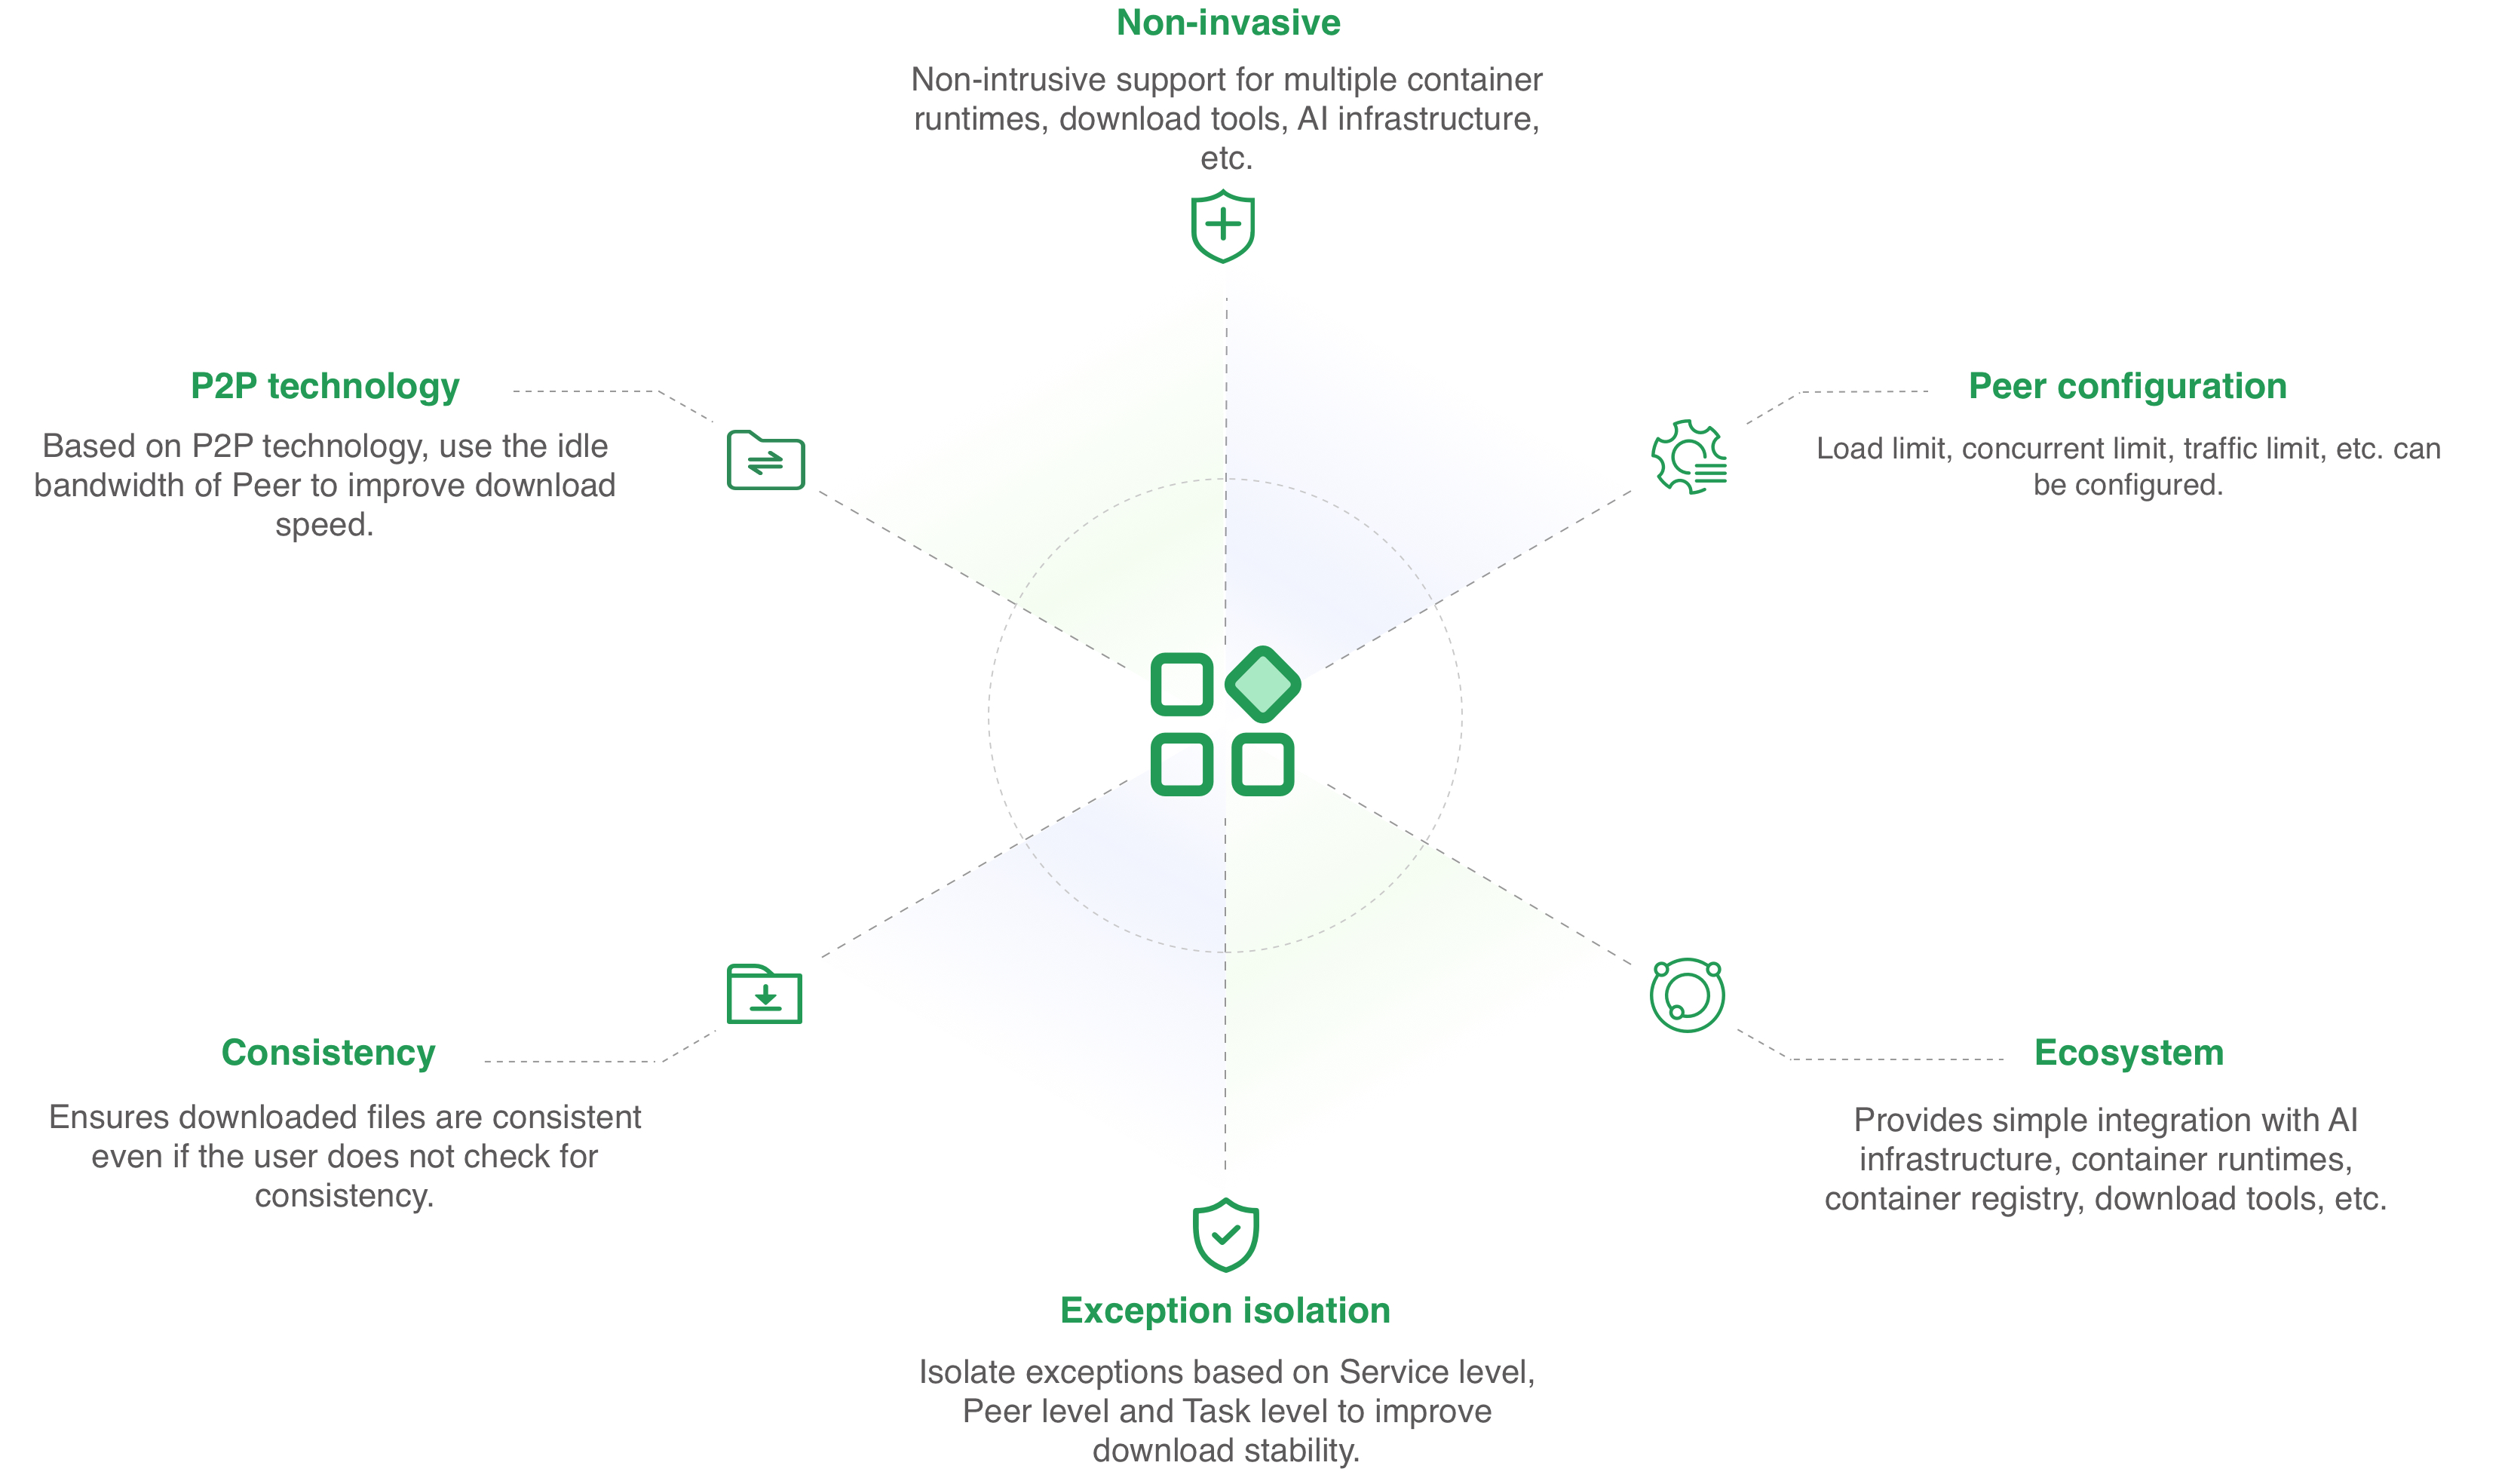 Non-invasive
Non-intrusive support for multiple container
runtimes, download tools, AI infrastructure,
etc.
P2P technology
Based on P2P technology, use the idle
bandwidth of Peer to improve download
speed.
Peer configuration
Load limit, concurrent limit, traffic limit, etc. can
be configured.
Consistency
Ensures downloaded files are consistent
even if the user does not check for
consistency.
Ecosystem
Provides simple integration with AI
infrastructure, container runtimes,
container registry, download tools, etc.
Exception isolation
Isolate exceptions based on Service level,
Peer level and Task level to improve
download stability.